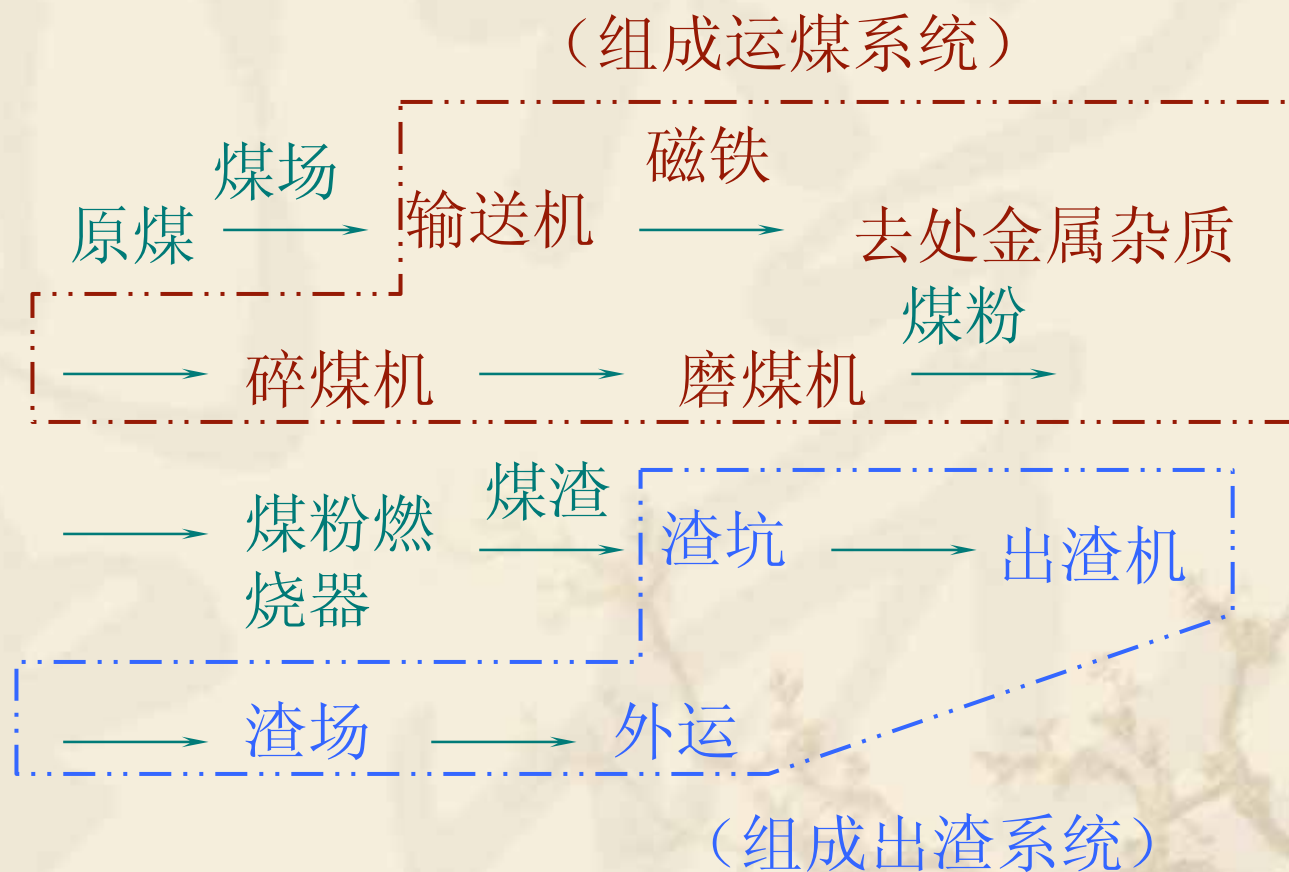 （组成运煤系统）
煤场
磁铁
原煤
输送机
去处金属杂质
煤粉
碎煤机
磨煤机
煤渣
煤粉燃
烧器
渣坑
出渣机
渣场
外运
（组成出渣系统）